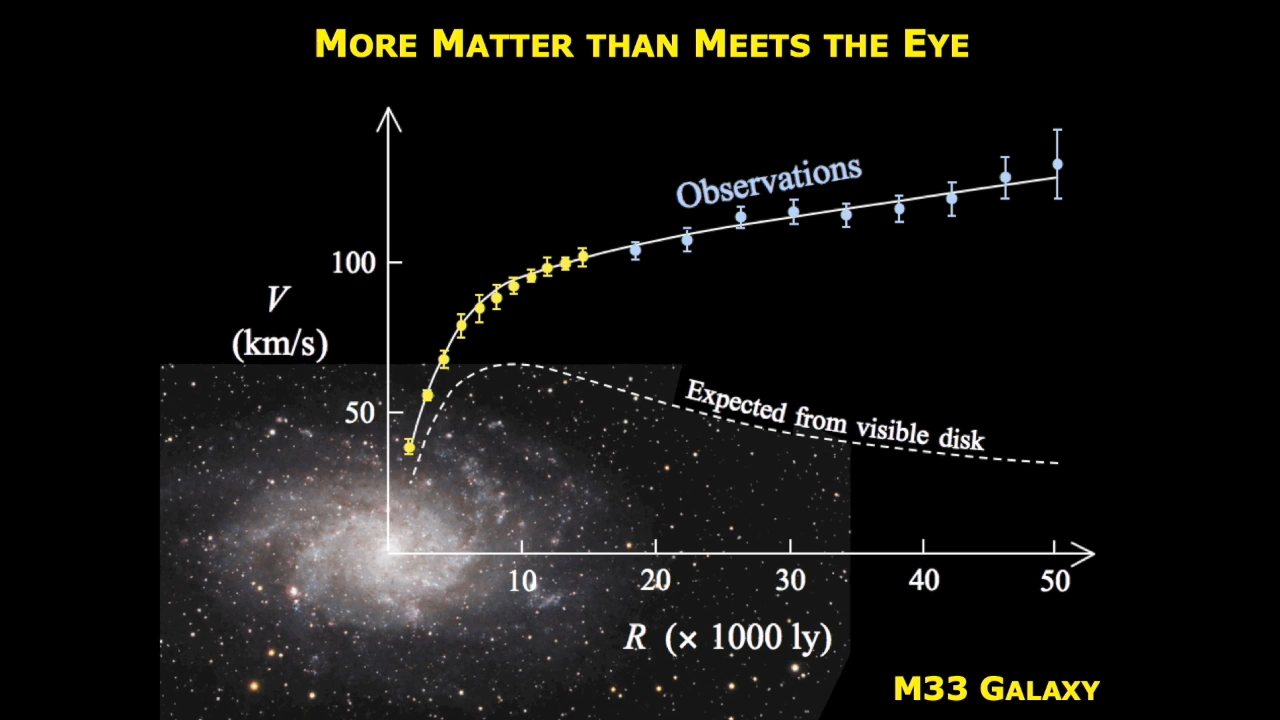 MORE MATTER THAN MEETS THE EYE
Observations
100
V
(km/s)
Expected from visible disk
50
10 20 30 40 50
R (× 1000 ly)
M33 GALAXY